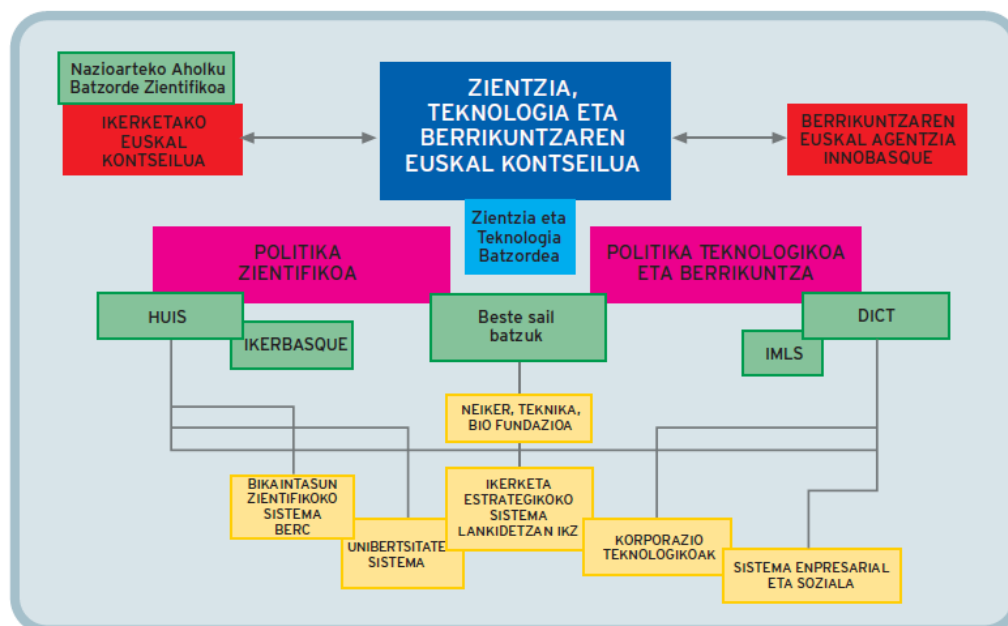 Nazioarteko Aholku
Batzorde Zientifikoa
IKERKETAKO
EUSKAL
KONTSEILUA
ZIENTZIA,
TEKNOLOGIA ETA
BERRIKUNTZAREN
EUSKAL KONTSEILUA
BERRIKUNTZAREN
EUSKAL AGENTZIA
INNOBASQUE
Zientzia eta
Teknologia
Batzordea
POLITIKA
ZIENTIFIKOA
POLITIKA TEKNOLOGIKOA
ETA BERRIKUNTZA
HUIS
IKERBASQUE
Beste sail
batzuk
DICT
IMLS
NEIKER, TEKNIKA,
BIO FUNDAZIOA
BIKAINTASUN
ZIENTIFIKOKO
SISTEMA
BERC
UNIBERTSITATE
SISTEMA
IKERKETA
ESTRATEGIKOKO
SISTEMA
LANKIDETZAN IKZ
KORPORAZIO
TEKNOLOGIKOAK
SISTEMA ENPRESARIAL
ETA SOZIALA